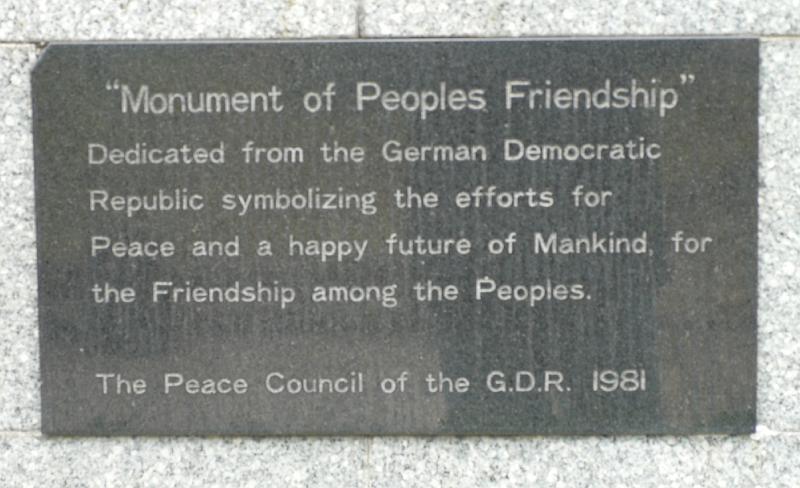 “Monument of Peoples Friendship”
Dedicated from the German Democratic
Republic symbolizing the efforts for
Peace and a happy future of Mankind, for
the Friendship among the Peoples.
The Peace Council of the G.D.R. 1981